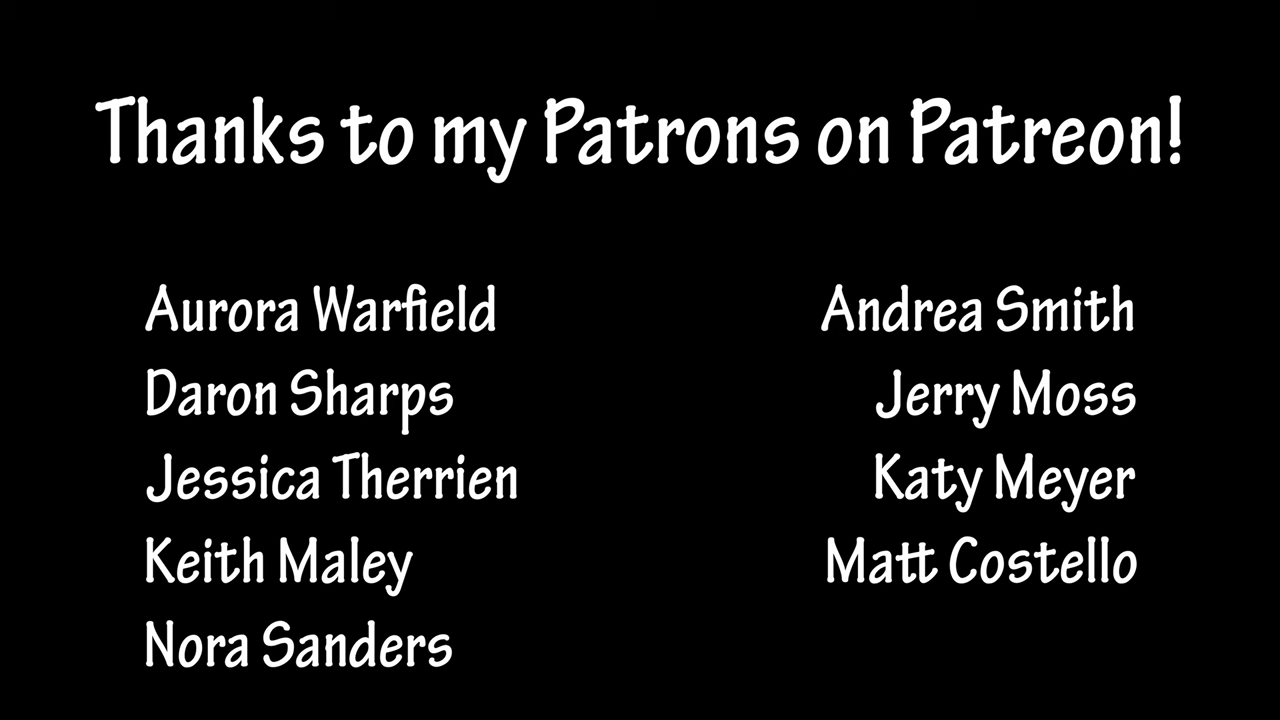 Thanks to my Patrons on Patreon!
Aurora Warfield
Daron Sharps
Jessica Therrien
Keith Maley
Nora Sanders
Andrea Smith
Jerry Moss
Katy Meyer
Matt Costello